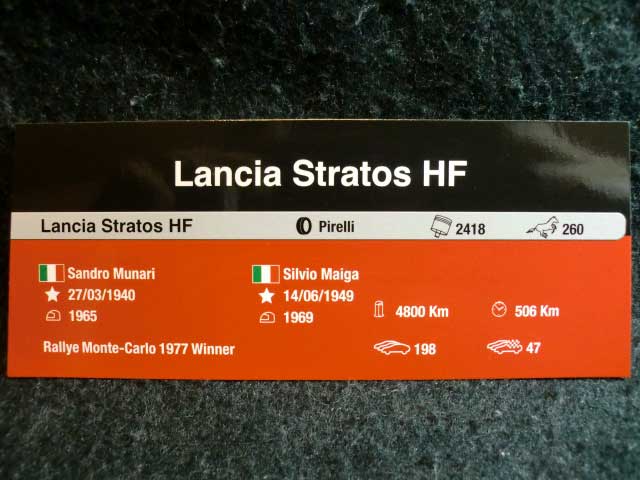 Lancia Stratos HF
Lancia Stratos HF Pirelli 2418 260
Sandro Munari Silvio Maiga
27/03/1940 14/06/1949
1965 1969 4800 Km 506 Km
Rallye Monte-Carlo 1977 Winner 198 47